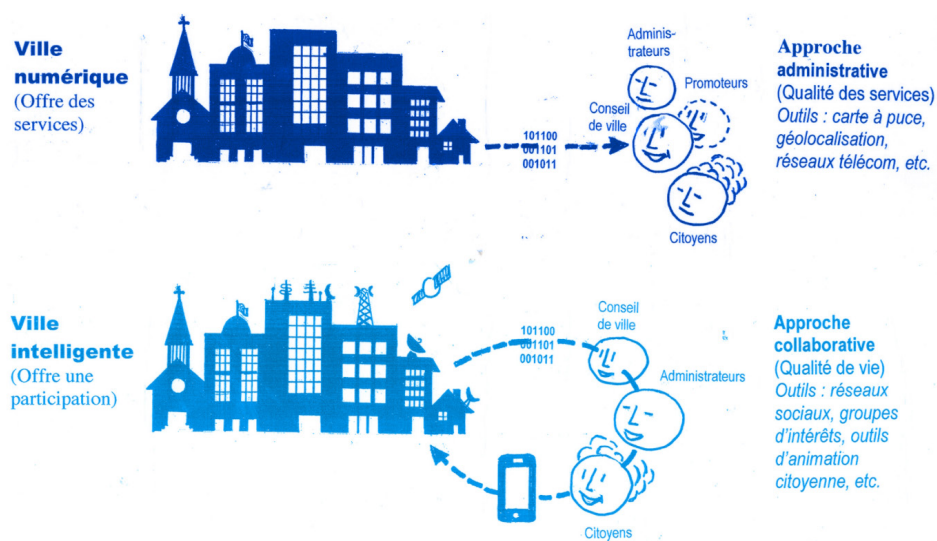 Ville
numérique
(Offre des
services)
101100
001101
001011
Adminis-
trateurs
Promoteurs
Conseil
de ville
Citoyens
Approche
administrative
(Qualité des services)
Outils : carte à puce,
géolocalisation,
réseaux télécom, etc.
Ville
intelligente
(Offre une
participation)
101100
001101
001011
Conseil
de ville
Administrateurs
Citoyens
Approche
collaborative
(Qualité de vie)
Outils : réseaux
sociaux, groupes
d'intérêts, outils
d'animation
citoyenne, etc.